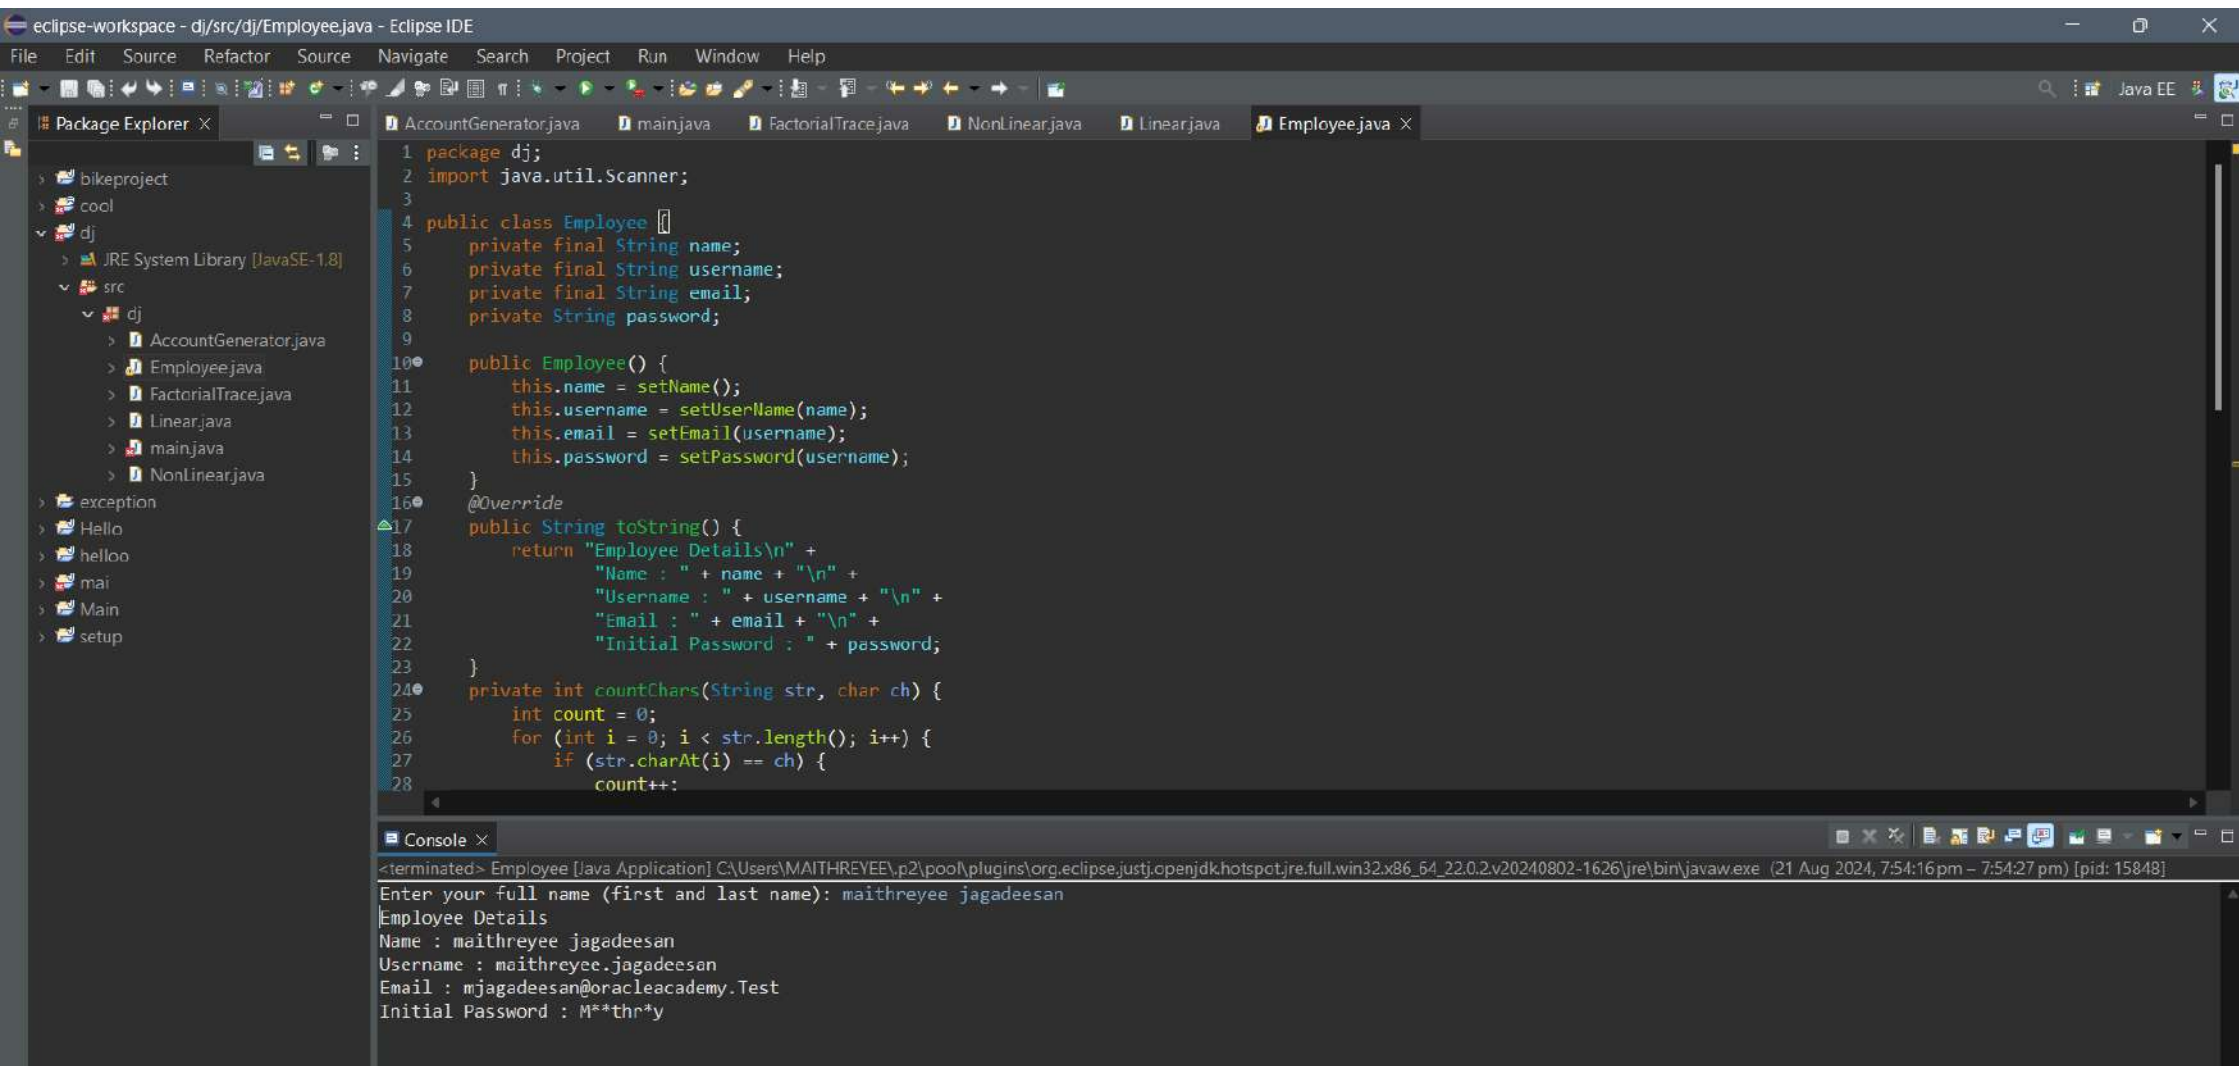 eclipse-workspace - dj/src/dj/Employee.java - Eclipse IDE
File Edit Source Refactor Source Navigate Search Project Run Window Help
Java EE
Package Explorer
AccountGenerator.java main.java FactorialTrace.java NonLinear.java Linear.java Employee.java
bikeproject
cool
dj
JRE System Library [JavaSE-1.8]
src
dj
AccountGenerator.java
Employee.java
FactorialTrace.java
Linear.java
main.java
NonLinear.java
exception
Hello
helloo
mai
Main
setup
1 package dj;
2 import java.util.Scanner;
3
4 public class Employee {
5 private final String name;
6 private final String username;
7 private final String email;
8 private String password;
9
10 public Employee() {
11 this.name = setName();
12 this.username = setUserName(name);
13 this.email = setEmail(username);
14 this.password = setPassword(username);
15 }
16 @Override
17 public String toString() {
18 return "Employee Details\n" +
19 "Name : " + name + "\n" +
20 "Username : " + username + "\n" +
21 "Email : " + email + "\n" +
22 "Initial Password : " + password;
23 }
24 private int countChars(String str, char ch) {
25 int count = 0;
26 for (int i = 0; i < str.length(); i++) {
27 if (str.charAt(i) == ch) {
28 count++;
Console
<terminated> Employee [Java Application] C:\Users\MAITHREYEE\.p2\pool\plugins\org.eclipse.justj.openjdk.hotspot.jre.full.win32.x86_64_22.0.2.v20240802-1626\jre\bin\javaw.exe (21 Aug 2024, 7:54:16 pm – 7:54:27 pm) [pid: 15848]
Enter your full name (first and last name): maithreyee jagadeesan
Employee Details
Name : maithreyee jagadeesan
Username : maithreyee.jagadeesan
Email : mjagadeesan@oracleacademy.Test
Initial Password : M**thr*y